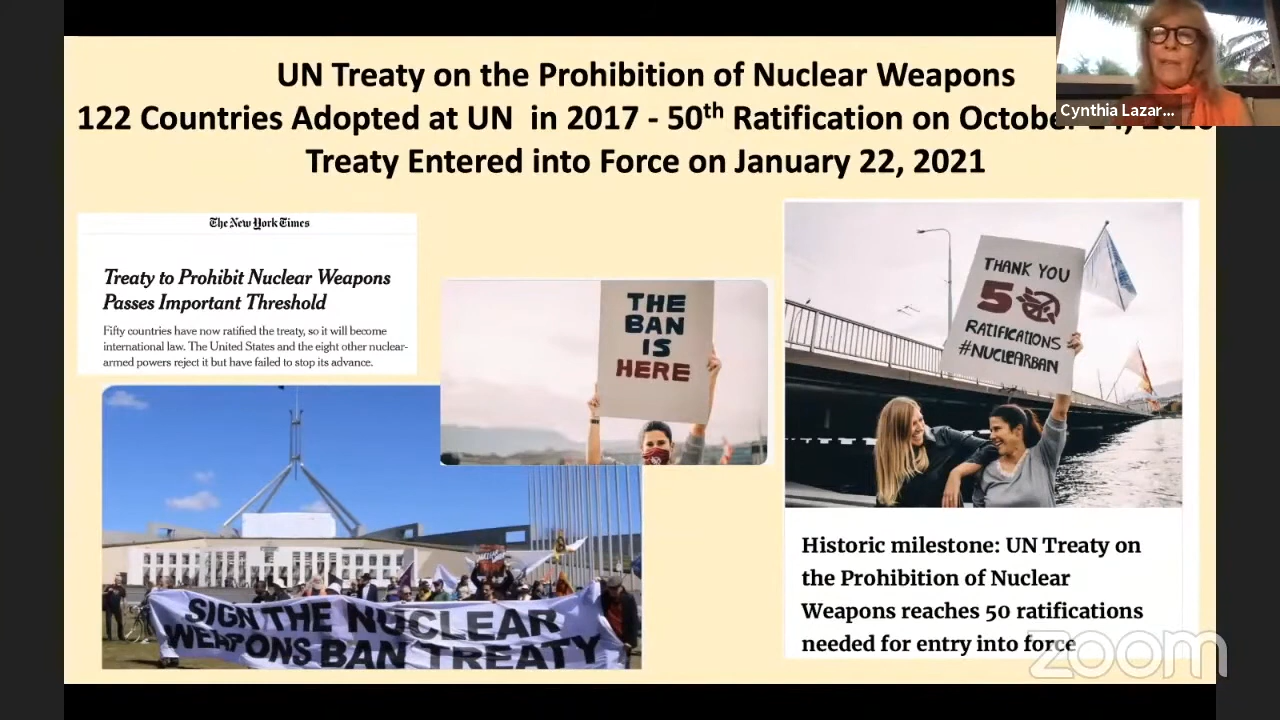 UN Treaty on the Prohibition of Nuclear Weapons
122 Countries Adopted at UN in 2017 - 50th Ratification on October
Treaty Entered into Force on January 22, 2021
Cynthia Lazar...
The New York Times
Treaty to Prohibit Nuclear Weapons
Passes Important Threshold
Fifty countries have now ratified the treaty, so it will become
international law. The United States and the eight other nuclear-
armed powers reject it but have failed to stop its advance.
THE
BAN
IS
HERE
THANK YOU
50
RATIFICATIONS
#NUCLEARBAN
SIGN THE NUCLEAR
WEAPONS BAN TREATY
Historic milestone: UN Treaty on
the Prohibition of Nuclear
Weapons reaches 50 ratifications
needed for entry into force
zoom